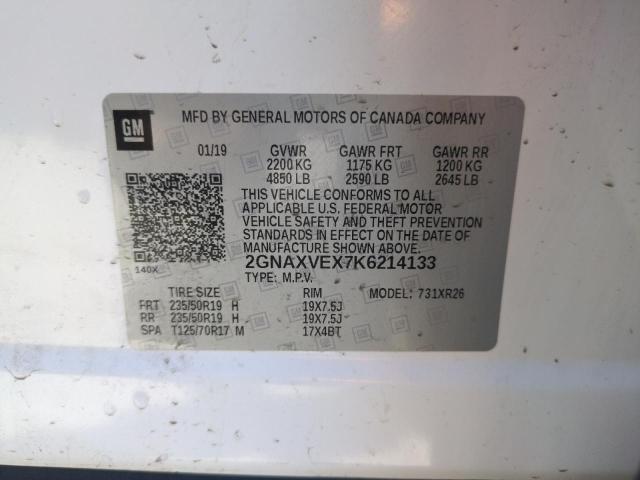 GM
MFD BY GENERAL MOTORS OF CANADA COMPANY
01/19 GVWR GAWR FRT GAWR RR
2200 KG 1175 KG 1200 KG
4850 LB 2590 LB 2645 LB
THIS VEHICLE CONFORMS TO ALL
APPLICABLE U.S. FEDERAL MOTOR
VEHICLE SAFETY AND THEFT PREVENTION
STANDARDS IN EFFECT ON THE DATE OF
MANUFACTURE SHOWN ABOVE.
140X 2GNAXVEX7K6214133
TYPE: M.P.V.
TIRE SIZE RIM MODEL: 731XR26
FRT 235/50R19 H 19X7.5J
RR 235/50R19 H 19X7.5J
SPA T125/70R17 M 17X4BT